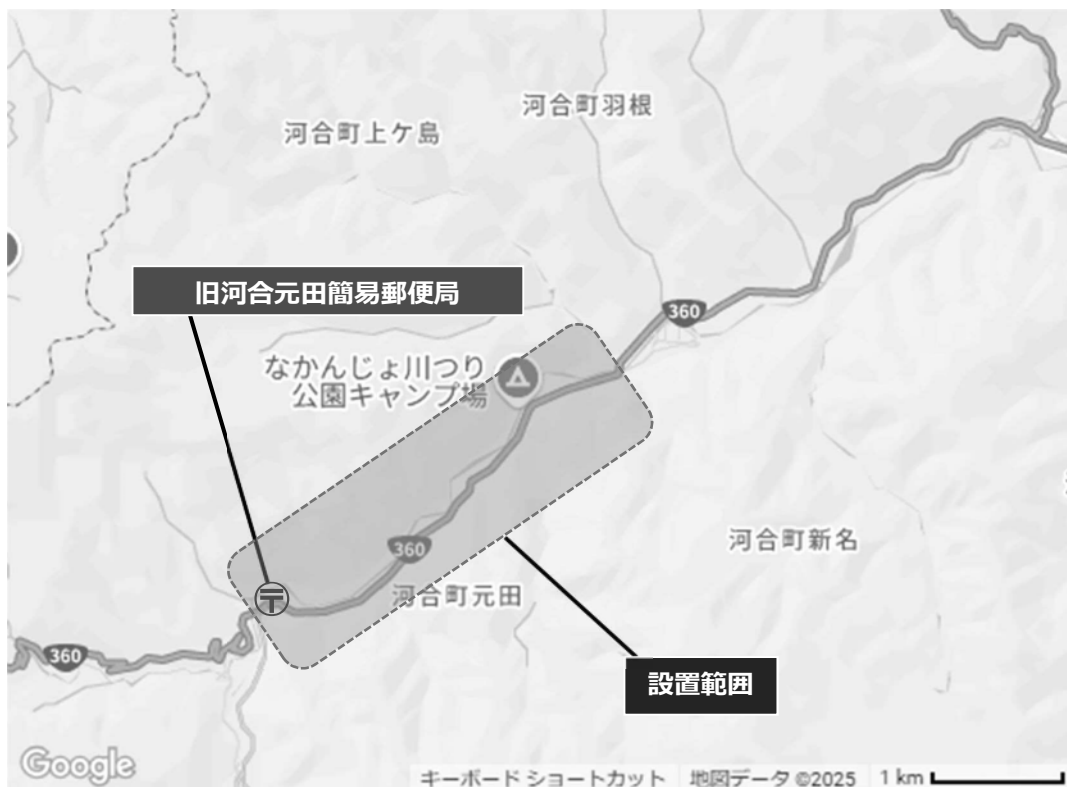 河合町羽根
河合町上ケ島
旧河合元田簡易郵便局
360
なかんじょ川つり
公園キャンプ場
360
河合町新名
河合町元田
360
設置範囲
Google
キーボード ショートカット 地図データ ©2025 1 km